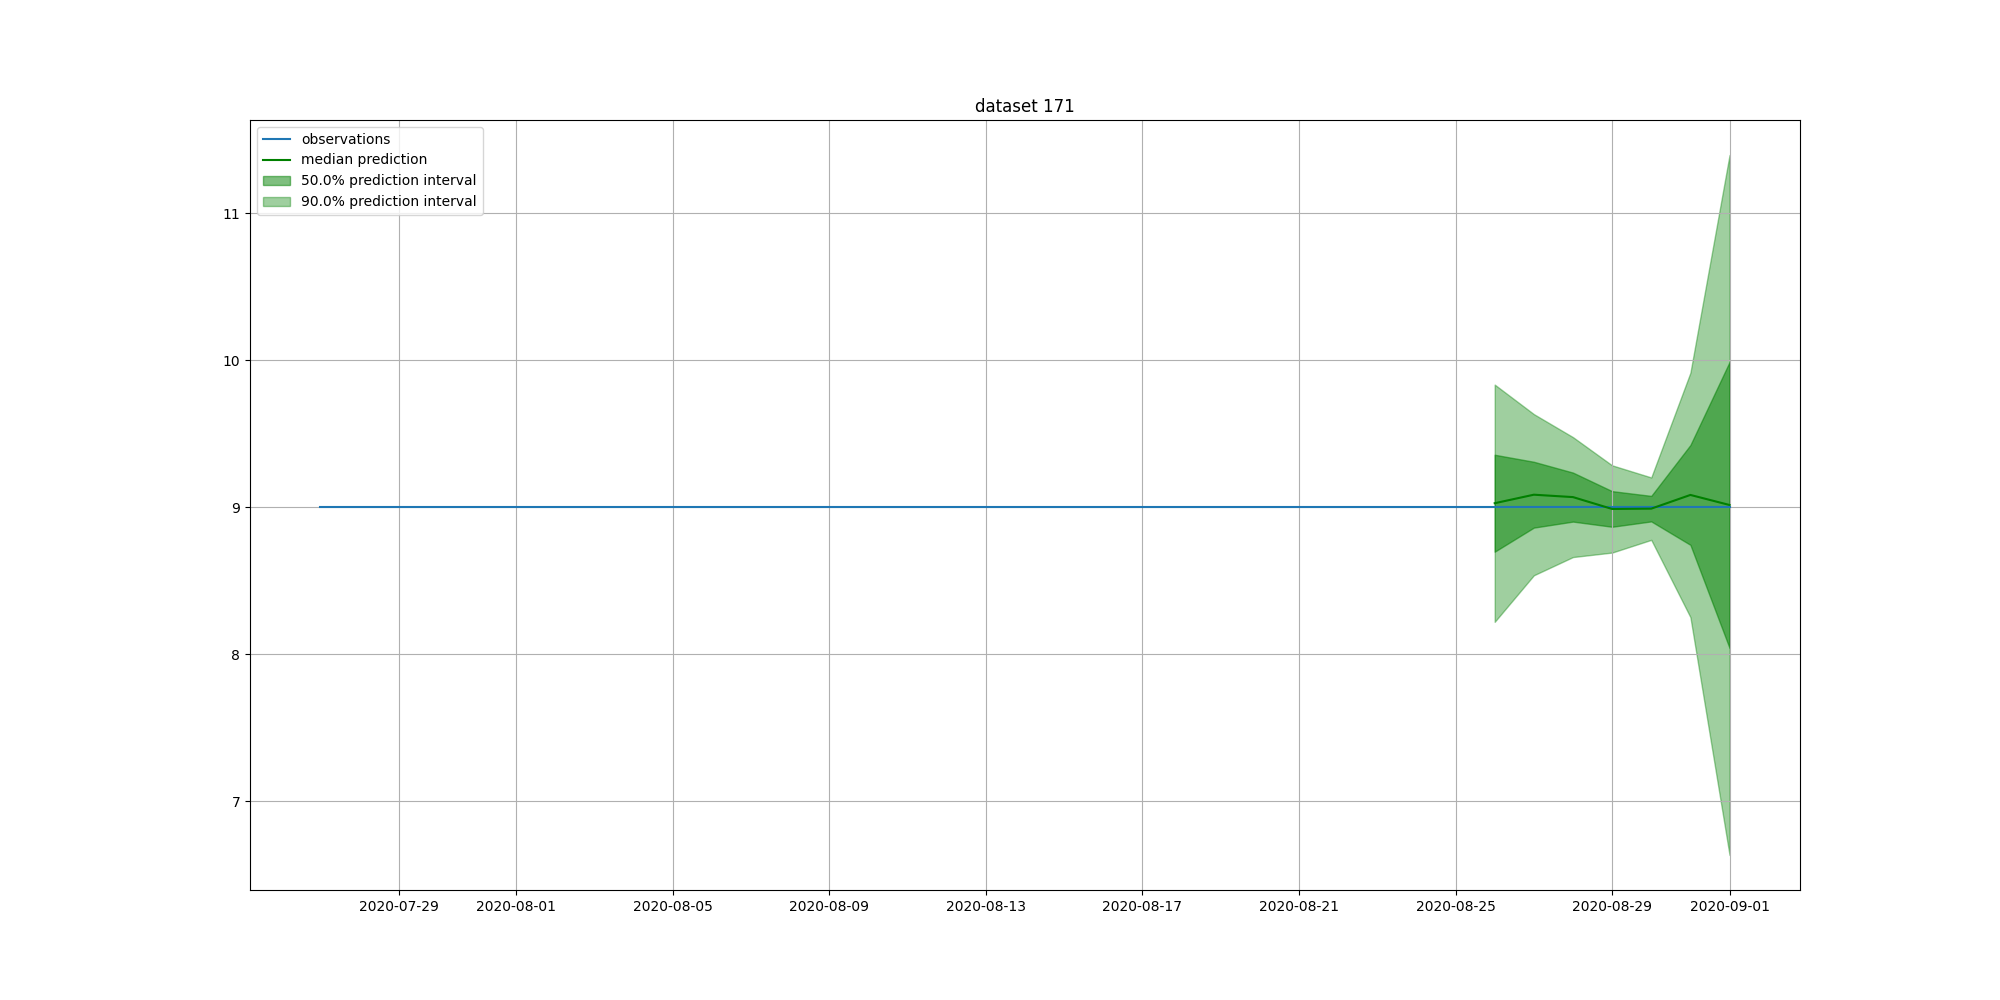 dataset 171
observations
median prediction
50.0% prediction interval
90.0% prediction interval
11
10
9
8
7
2020-07-29 2020-08-01 2020-08-05 2020-08-09 2020-08-13 2020-08-17 2020-08-21 2020-08-25 2020-08-29 2020-09-01